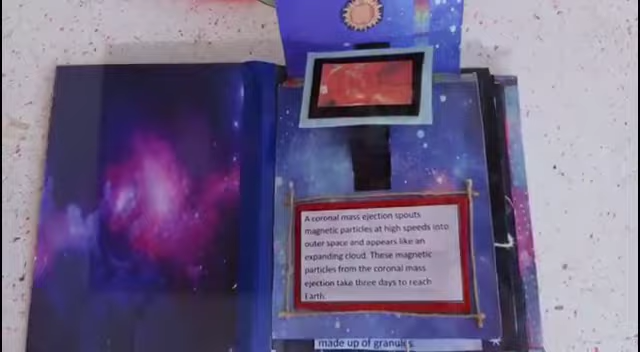 A coronal mass ejection spouts
magnetic particles at high speeds into
outer space and appears like an
expanding cloud. These magnetic
particles from the coronal mass
ejection take three days to reach
Earth.
made up of granules